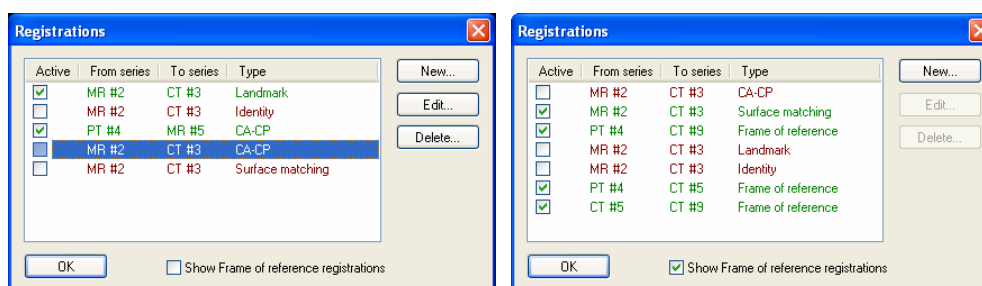 Registrations
Active From series To series Type
MR #2 CT #3 Landmark
MR #2 CT #3 Identity
PT #4 MR #5 CA-CP
MR #2 CT #3 CA-CP
MR #2 CT #3 Surface matching
New...
Edit...
Delete...
OK
Show Frame of reference registrations
Registrations
Active From series To series Type
MR #2 CT #3 CA-CP
MR #2 CT #3 Surface matching
PT #4 CT #9 Frame of reference
MR #2 CT #3 Landmark
MR #2 CT #3 Identity
PT #4 CT #5 Frame of reference
CT #5 CT #9 Frame of reference
New...
Edit...
Delete...
OK
Show Frame of reference registrations